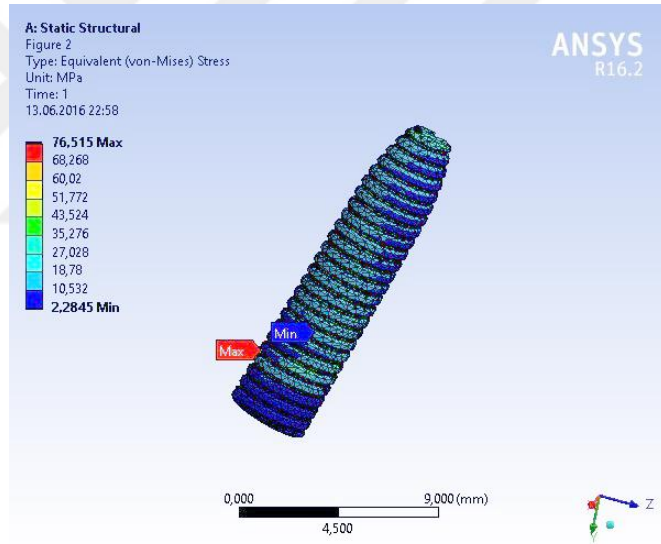 A: Static Structural
Figure 2
Type: Equivalent (von-Mises) Stress
Unit: MPa
Time: 1
13.06.2016 22:58
ANSYS
R16.2
76,515 Max
68,268
60,02
51,772
43,524
35,276
27,028
18,78
10,532
2,2845 Min
Min
Max
0,000
9,000 (mm)
4,500
Z